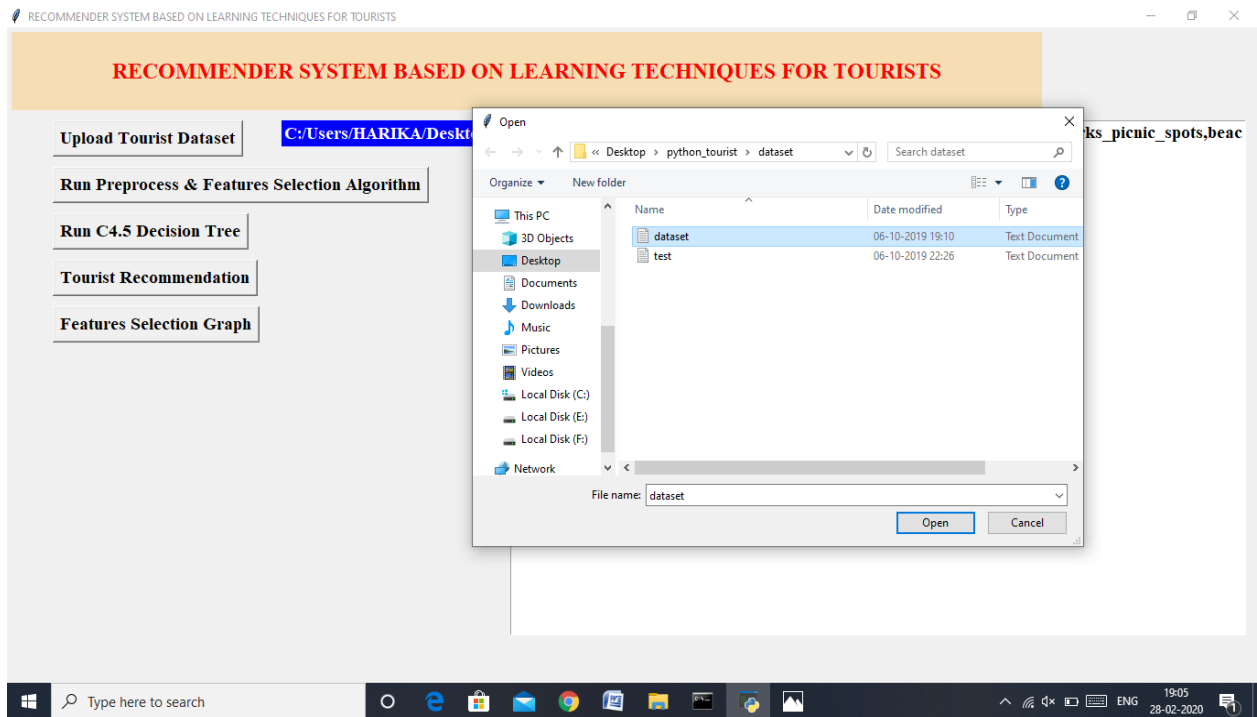 RECOMMENDER SYSTEM BASED ON LEARNING TECHNIQUES FOR TOURISTS
RECOMMENDER SYSTEM BASED ON LEARNING TECHNIQUES FOR TOURISTS
Upload Tourist Dataset
C:/Users/HARIKA/Deskt
ks_picnic_spots,beac
Run Preprocess & Features Selection Algorithm
Run C4.5 Decision Tree
Tourist Recommendation
Features Selection Graph
Open
« Desktop › python_tourist › dataset
Search dataset
Organize
New folder
Name
Date modified
Type
This PC
3D Objects
Desktop
Documents
Downloads
Music
Pictures
Videos
Local Disk (C:)
Local Disk (E:)
Local Disk (F:)
Network
dataset
06-10-2019 19:10
Text Document
test
06-10-2019 22:26
Text Document
File name:
dataset
Open
Cancel
Type here to search
ENG
19:05
28-02-2020